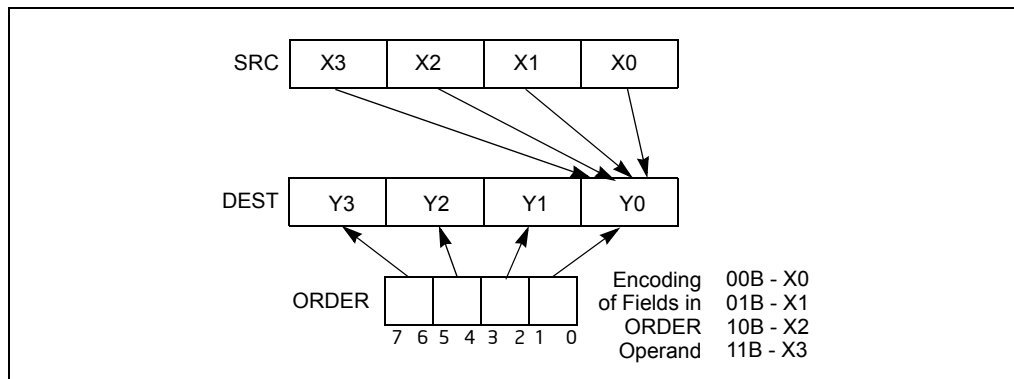 SRC X3 X2 X1 X0
DEST Y3 Y2 Y1 Y0
ORDER
7 6 5 4 3 2 1 0
Encoding 00B - X0
of Fields in 01B - X1
ORDER 10B - X2
Operand 11B - X3